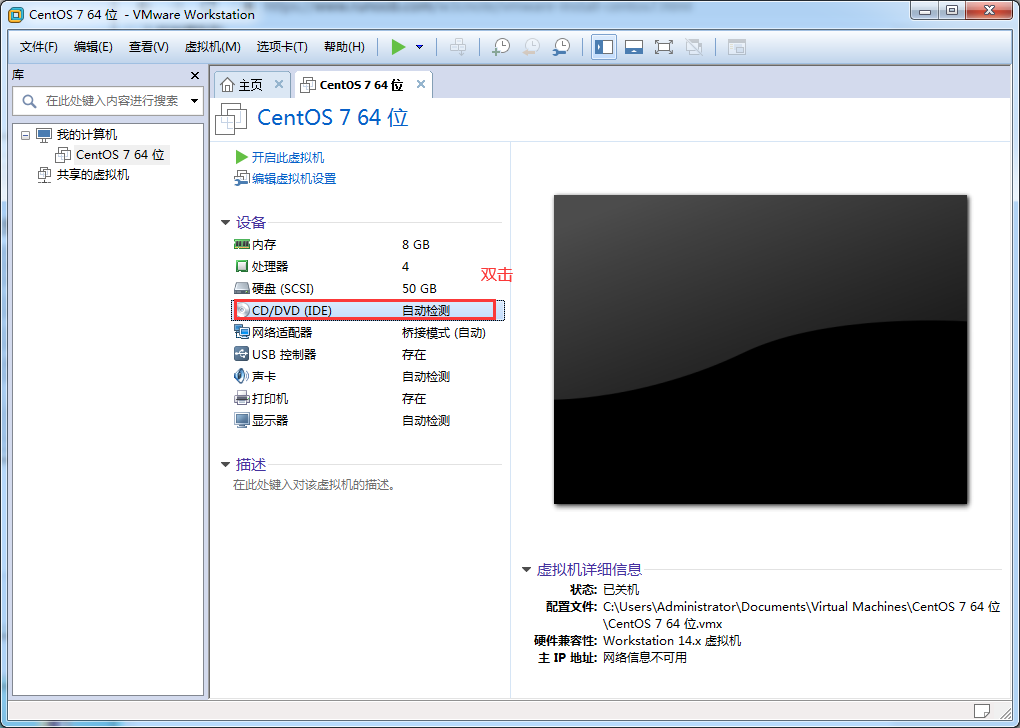 CentOS 7 64 位 - VMware Workstation
文件(F) 编辑(E) 查看(V) 虚拟机(M) 选项卡(T) 帮助(H)
库
在此处键入内容进行搜索
我的计算机
CentOS 7 64 位
共享的虚拟机
主页 CentOS 7 64 位
CentOS 7 64 位
开启此虚拟机
编辑虚拟机设置
设备
内存 8 GB
处理器 4
双击
硬盘 (SCSI) 50 GB
CD/DVD (IDE) 自动检测
网络适配器 桥接模式 (自动)
USB 控制器 存在
声卡 自动检测
打印机 存在
显示器 自动检测
描述
在此处键入对该虚拟机的描述。
虚拟机详细信息
状态: 已关机
配置文件: C:\Users\Administrator\Documents\Virtual Machines\CentOS 7 64 位
\CentOS 7 64 位.vmx
硬件兼容性: Workstation 14.x 虚拟机
主 IP 地址: 网络信息不可用